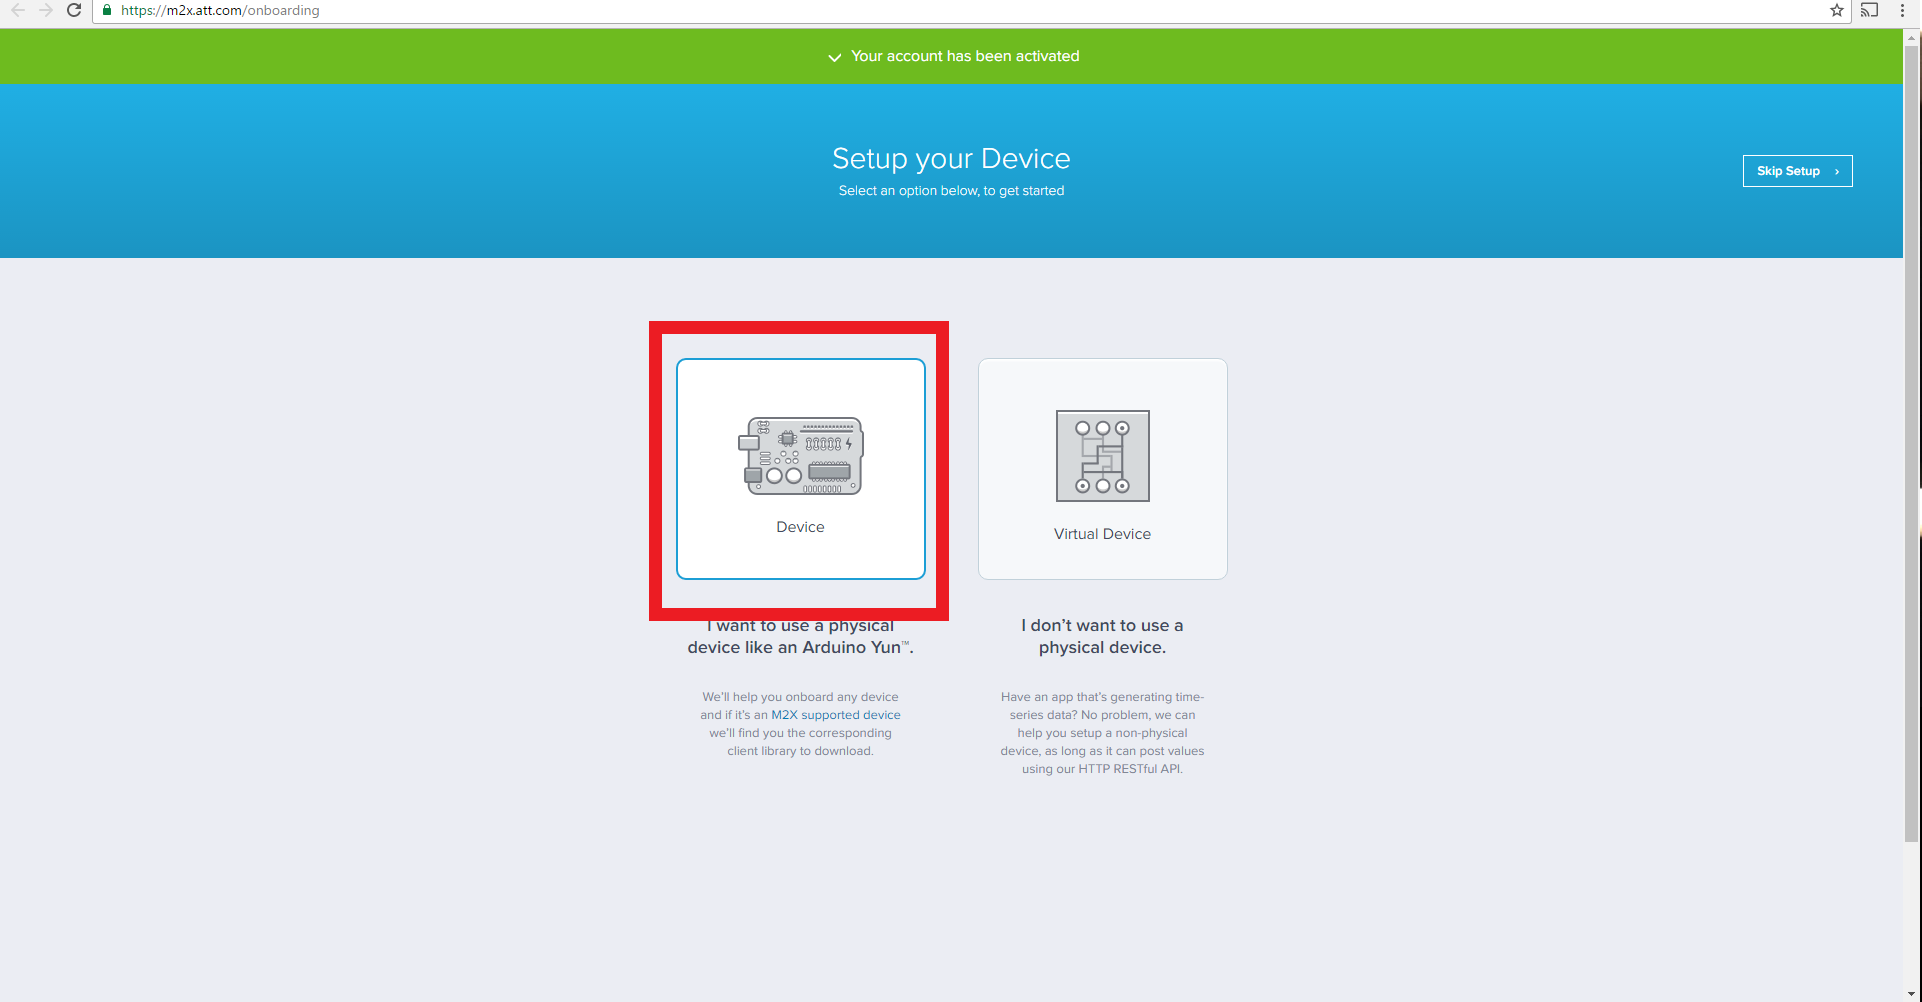 https://m2x.att.com/onboarding
Your account has been activated
Setup your Device
Select an option below, to get started
Skip Setup ›
Device
Virtual Device
I want to use a physical
device like an Arduino Yun™.
I don't want to use a
physical device.
We'll help you onboard any device
and if it's an M2X supported device
we'll find you the corresponding
client library to download.
Have an app that's generating time-
series data? No problem, we can
help you setup a non-physical
device, as long as it can post values
using our HTTP RESTful API.